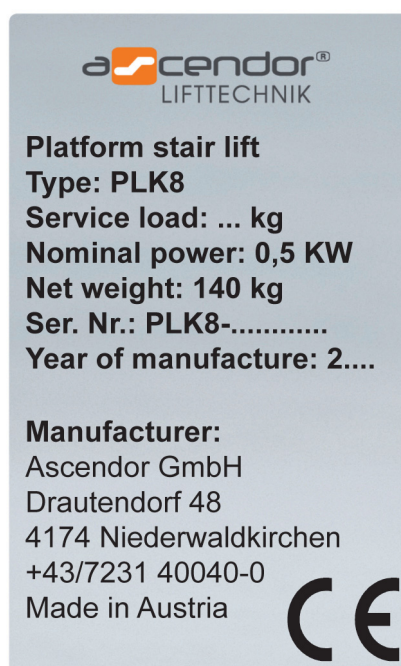 ascendor®
LIFTTECHNIK
Platform stair lift
Type: PLK8
Service load: ... kg
Nominal power: 0,5 KW
Net weight: 140 kg
Ser. Nr.: PLK8-............
Year of manufacture: 2....
Manufacturer:
Ascendor GmbH
Drautendorf 48
4174 Niederwaldkirchen
+43/7231 40040-0
Made in Austria
CE